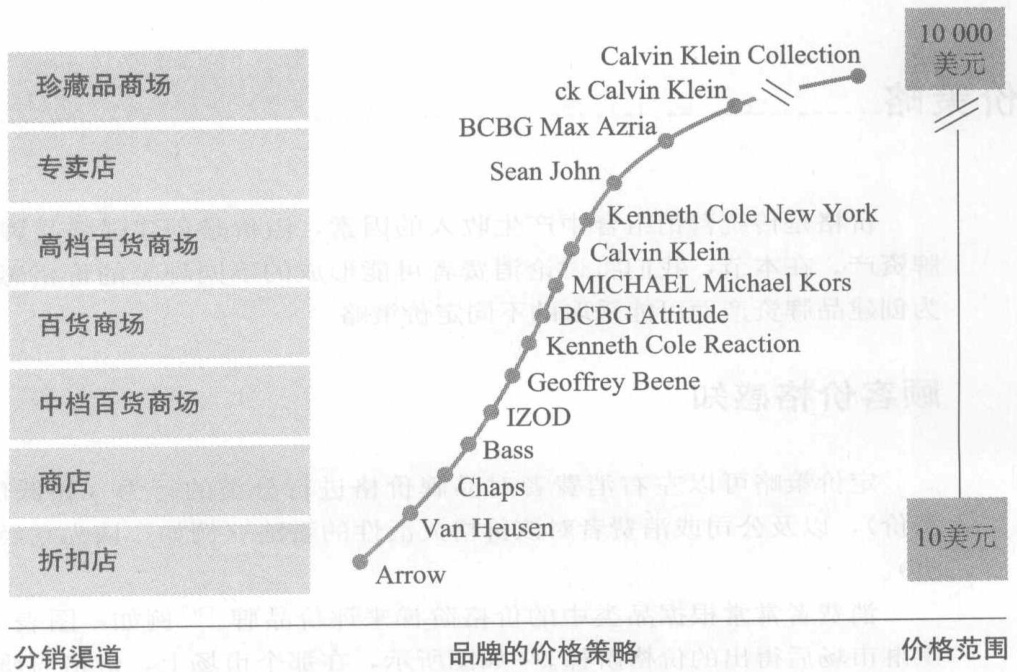 10 000
美元
珍藏品商场
Calvin Klein Collection
ck Calvin Klein
BCBG Max Azria
专卖店
Sean John
高档百货商场
Kenneth Cole New York
Calvin Klein
MICHAEL Michael Kors
百货商场
BCBG Attitude
Kenneth Cole Reaction
中档百货商场
Geoffrey Beene
IZOD
Bass
商店
Chaps
Van Heusen
折扣店
Arrow
10美元
分销渠道
品牌的价格策略
价格范围